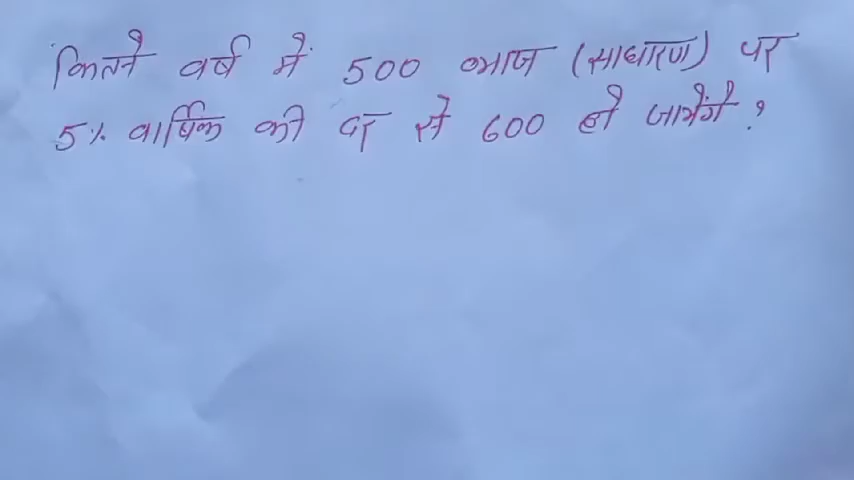 कितने वर्ष में 500 ब्याज (साधारण) पर
5% वार्षिक की दर से 600 हो जायेंगे ?